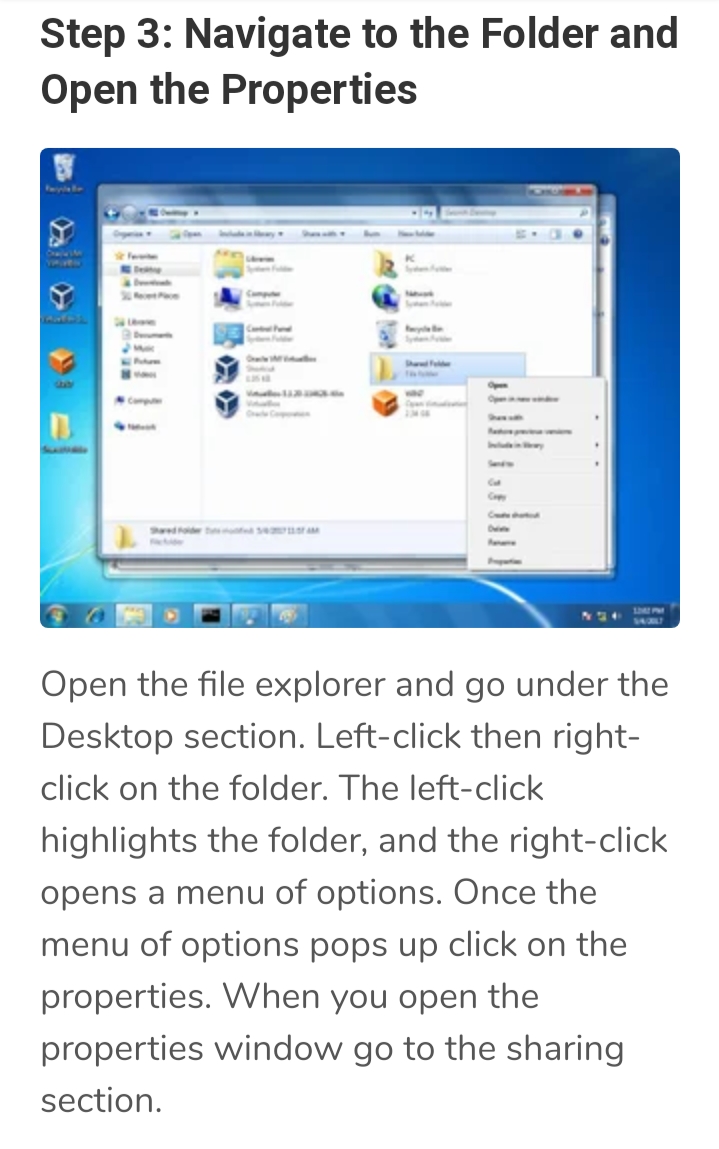 Step 3: Navigate to the Folder and
Open the Properties
Recycle Bin
Desktop
Search Desktop
Organize
Open
Include in library
Share with
Burn
New folder
Favorites
Desktop
Downloads
Recent Places
Libraries
Documents
Music
Pictures
Videos
Computer
Network
Libraries
System Folder
Computer
System Folder
Control Panel
System Folder
Oracle VM VirtualBox
Shortcut
Oracle Corporation
PC
System Folder
Network
System Folder
Recycle Bin
System Folder
Shared Folder
File folder
Open
Open in new window
Share with
Restore previous versions
Include in library
Send to
Cut
Copy
Create shortcut
Delete
Rename
Properties
Shared Folder Date modified: 5/4/2017 11:57 AM
File folder
12:02 PM
5/4/2017
Open the file explorer and go under the
Desktop section. Left-click then right-
click on the folder. The left-click
highlights the folder, and the right-click
opens a menu of options. Once the
menu of options pops up click on the
properties. When you open the
properties window go to the sharing
section.